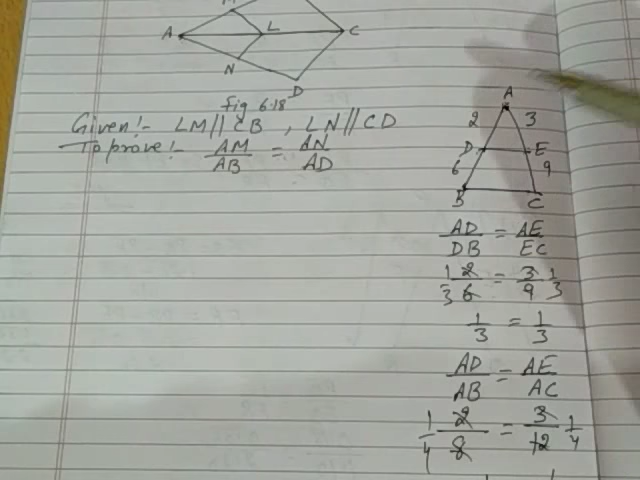 M
A L C
N
D
fig 6.18
Given:- LM||CB , LN||CD
To prove:- AM/AB = AN/AD
A
2 3
D E
6 9
B C
AD/DB = AE/EC
1/3 2/6 = 3/9 1/3
1/3 = 1/3
AD/AB = AE/AC
1/4 2/8 = 3/12 1/4